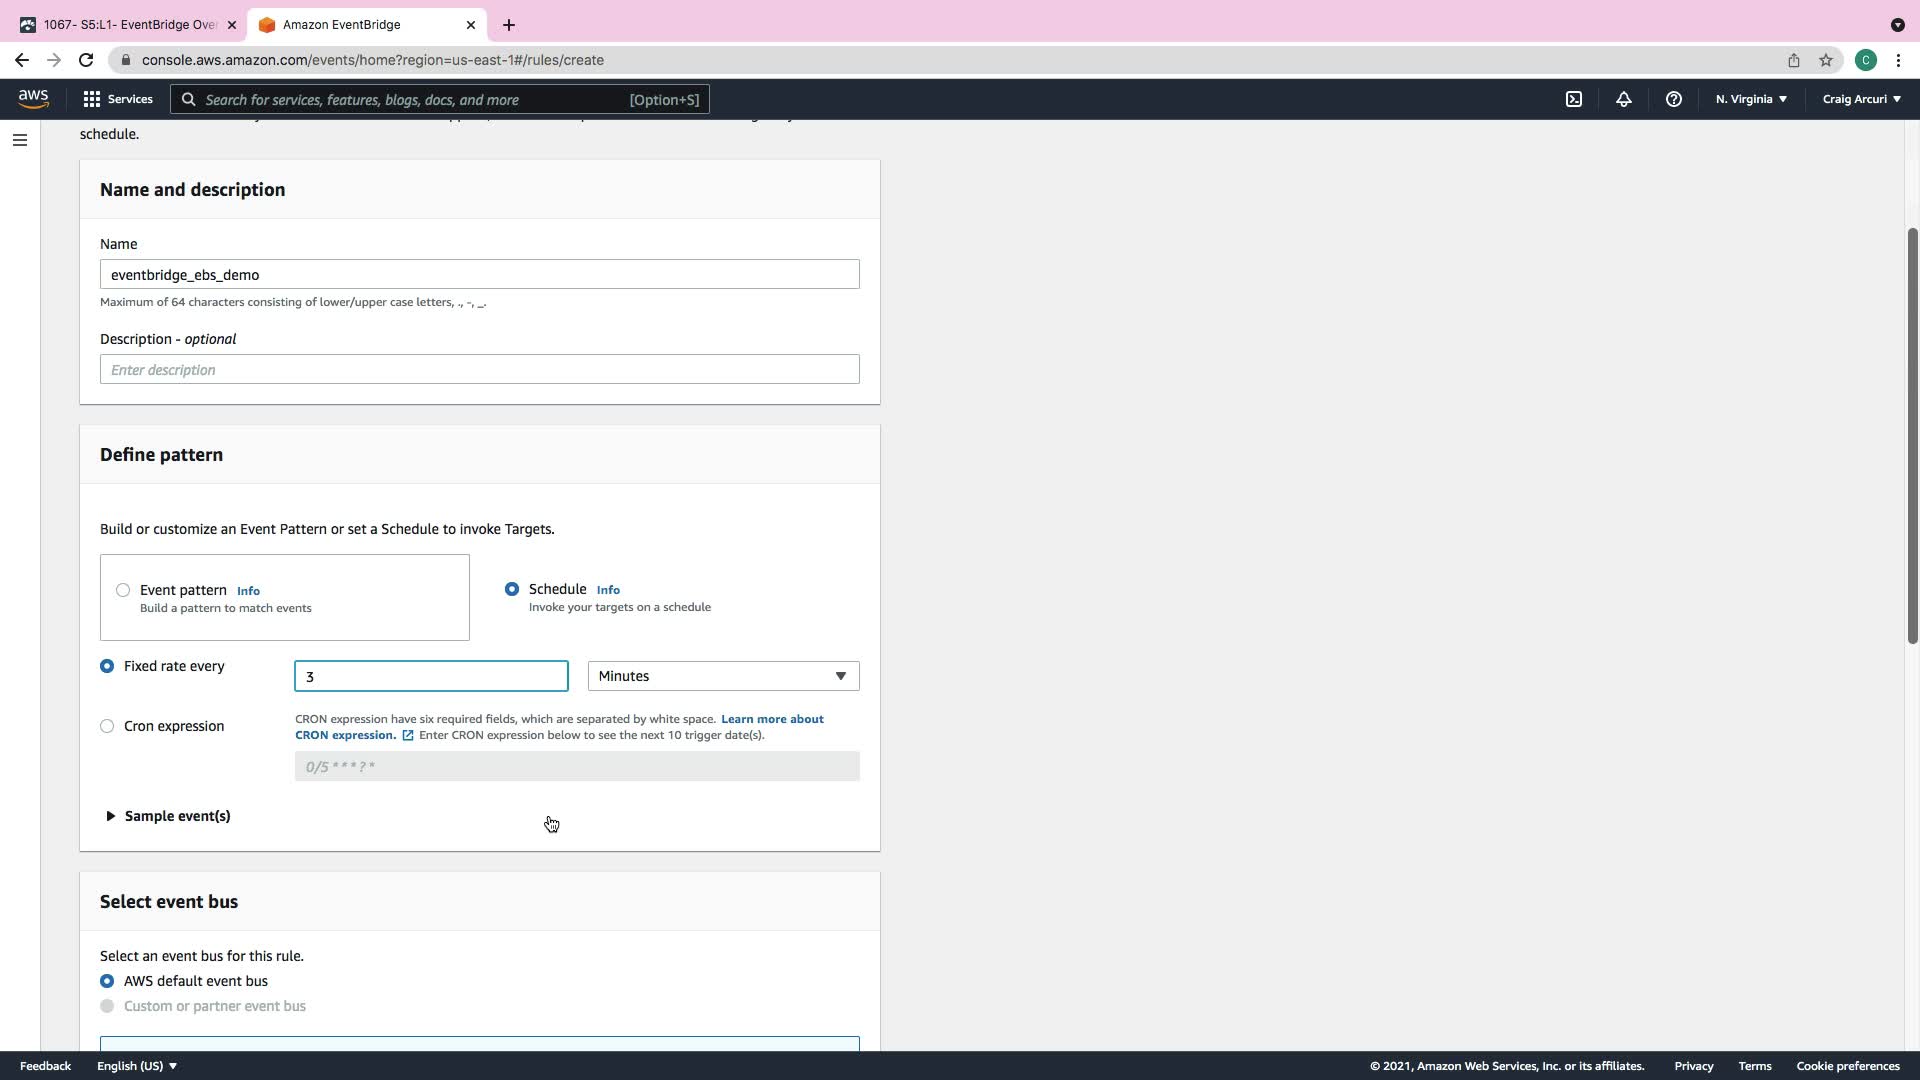 1067- S5:L1- EventBridge Over
Amazon EventBridge
console.aws.amazon.com/events/home?region=us-east-1#/rules/create
C
aws
Services
Search for services, features, blogs, docs, and more
[Option+S]
N. Virginia
Craig Arcuri
schedule.
Name and description
Name
eventbridge_ebs_demo
Maximum of 64 characters consisting of lower/upper case letters, ., -, _.
Description - optional
Enter description
Define pattern
Build or customize an Event Pattern or set a Schedule to invoke Targets.
Event pattern Info
Build a pattern to match events
Schedule Info
Invoke your targets on a schedule
Fixed rate every
3
Minutes
Cron expression
CRON expression have six required fields, which are separated by white space. Learn more about
CRON expression. Enter CRON expression below to see the next 10 trigger date(s).
0/5 * * * ? *
Sample event(s)
Select event bus
Select an event bus for this rule.
AWS default event bus
Custom or partner event bus
Feedback
English (US)
© 2021, Amazon Web Services, Inc. or its affiliates.
Privacy
Terms
Cookie preferences